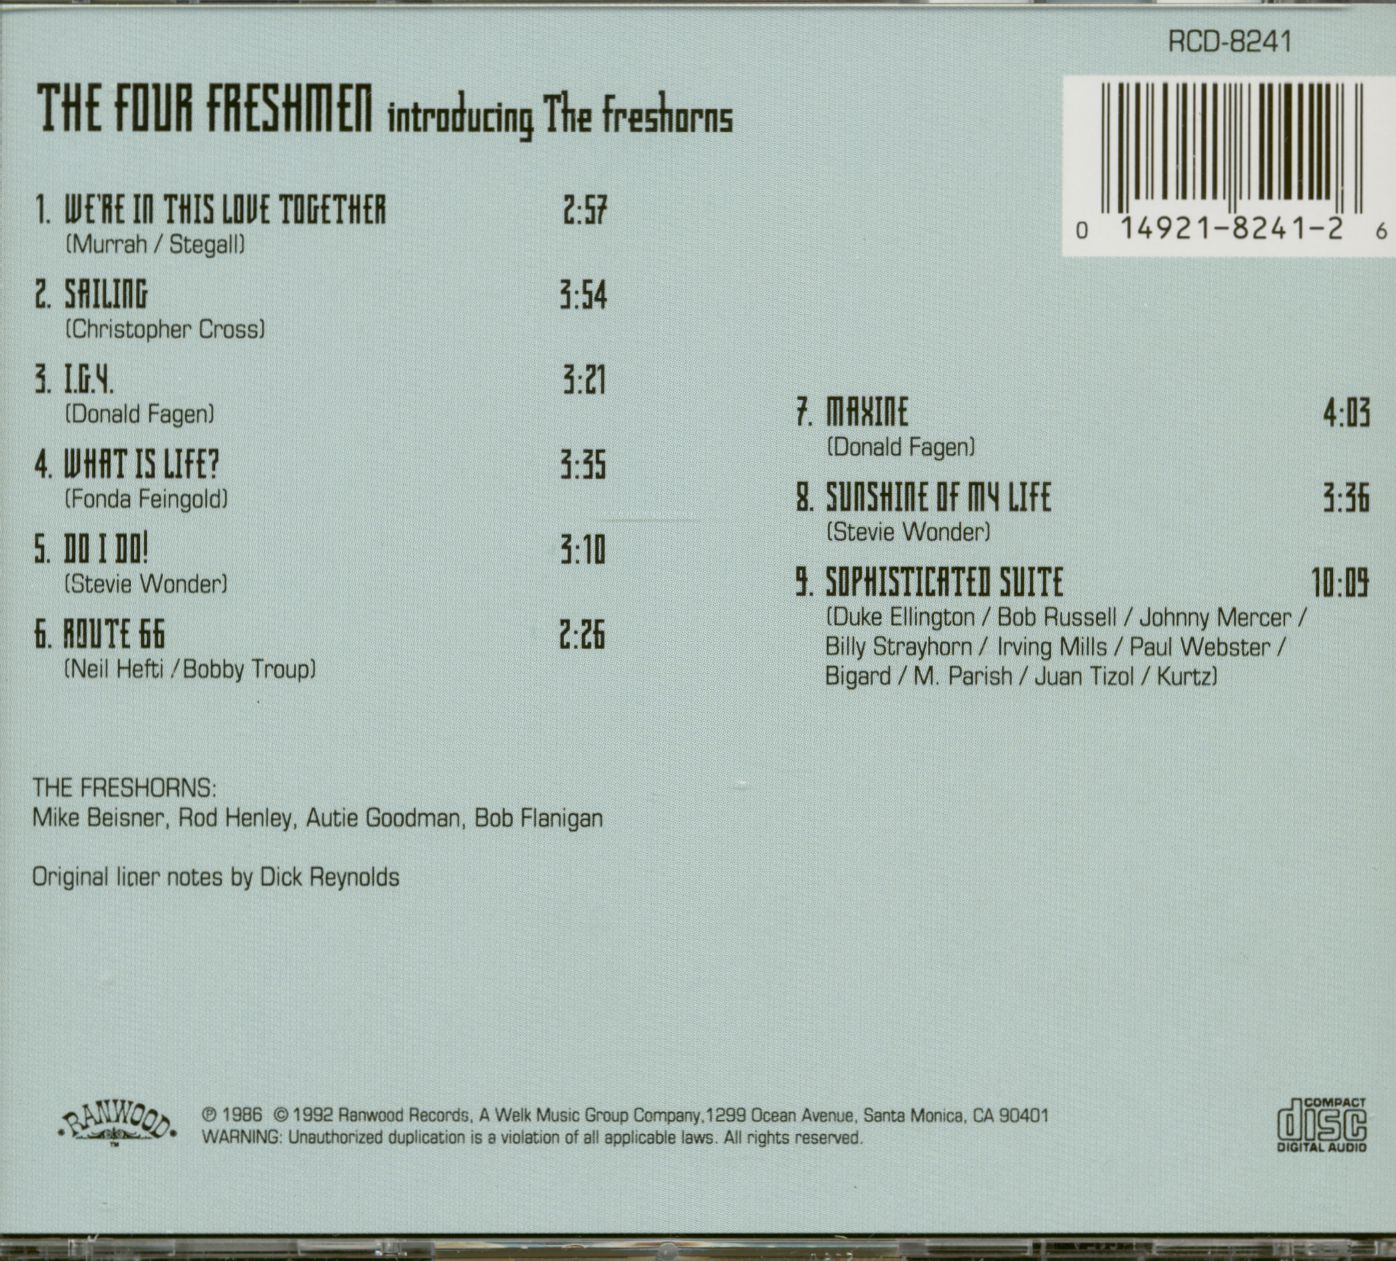 RCD-8241
THE FOUR FRESHMEN introducing The freshorns
0 14921-8241-2 6
1. WE'RE IN THIS LOVE TOGETHER 2:57
(Murrah / Stegall)
2. SAILING 3:54
(Christopher Cross)
3. I.G.Y. 3:21
(Donald Fagen)
4. WHAT IS LIFE? 3:35
(Fonda Feingold)
5. DO I DO! 3:10
(Stevie Wonder)
6. ROUTE 66 2:26
(Neil Hefti /Bobby Troup)
7. MAXINE 4:03
(Donald Fagen)
8. SUNSHINE OF MY LIFE 3:36
(Stevie Wonder)
9. SOPHISTICATED SUITE 10:09
(Duke Ellington / Bob Russell / Johnny Mercer /
Billy Strayhorn / Irving Mills / Paul Webster /
Bigard / M. Parish / Juan Tizol / Kurtz)
THE FRESHORNS:
Mike Beisner, Rod Henley, Autie Goodman, Bob Flanigan
Original liner notes by Dick Reynolds
RANWOOD
TM
℗ 1986 © 1992 Ranwood Records, A Welk Music Group Company,1299 Ocean Avenue, Santa Monica, CA 90401
WARNING: Unauthorized duplication is a violation of all applicable laws. All rights reserved.
COMPACT
disc
DIGITAL AUDIO